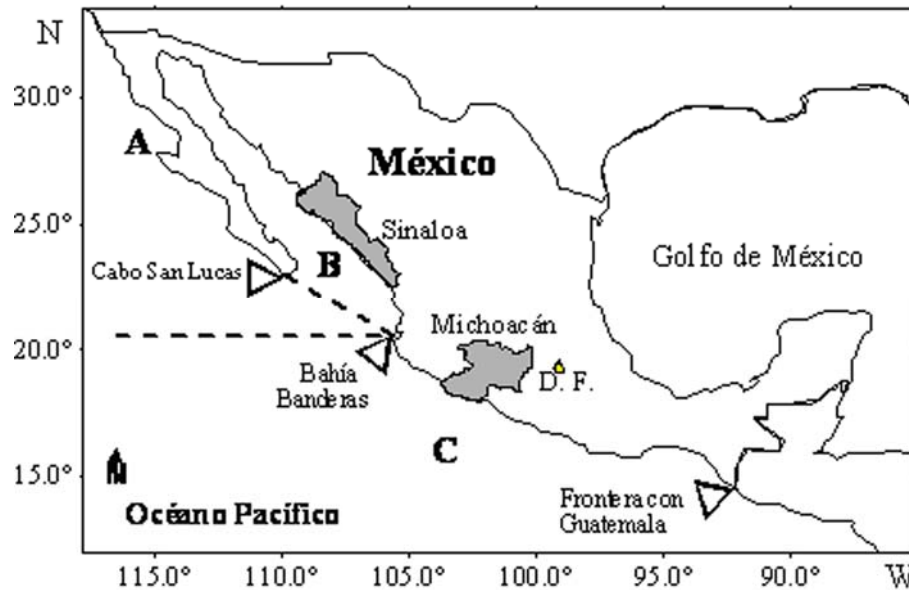 N
30.0°
A
México
25.0°
Sinaloa
B
Golfo de México
Cabo San Lucas
Michoacán
20.0°
Bahía
Banderas
D. F.
C
15.0°
N
Océano Pacífico
Frontera con
Guatemala
115.0°
110.0°
105.0°
100.0°
95.0°
90.0°
W